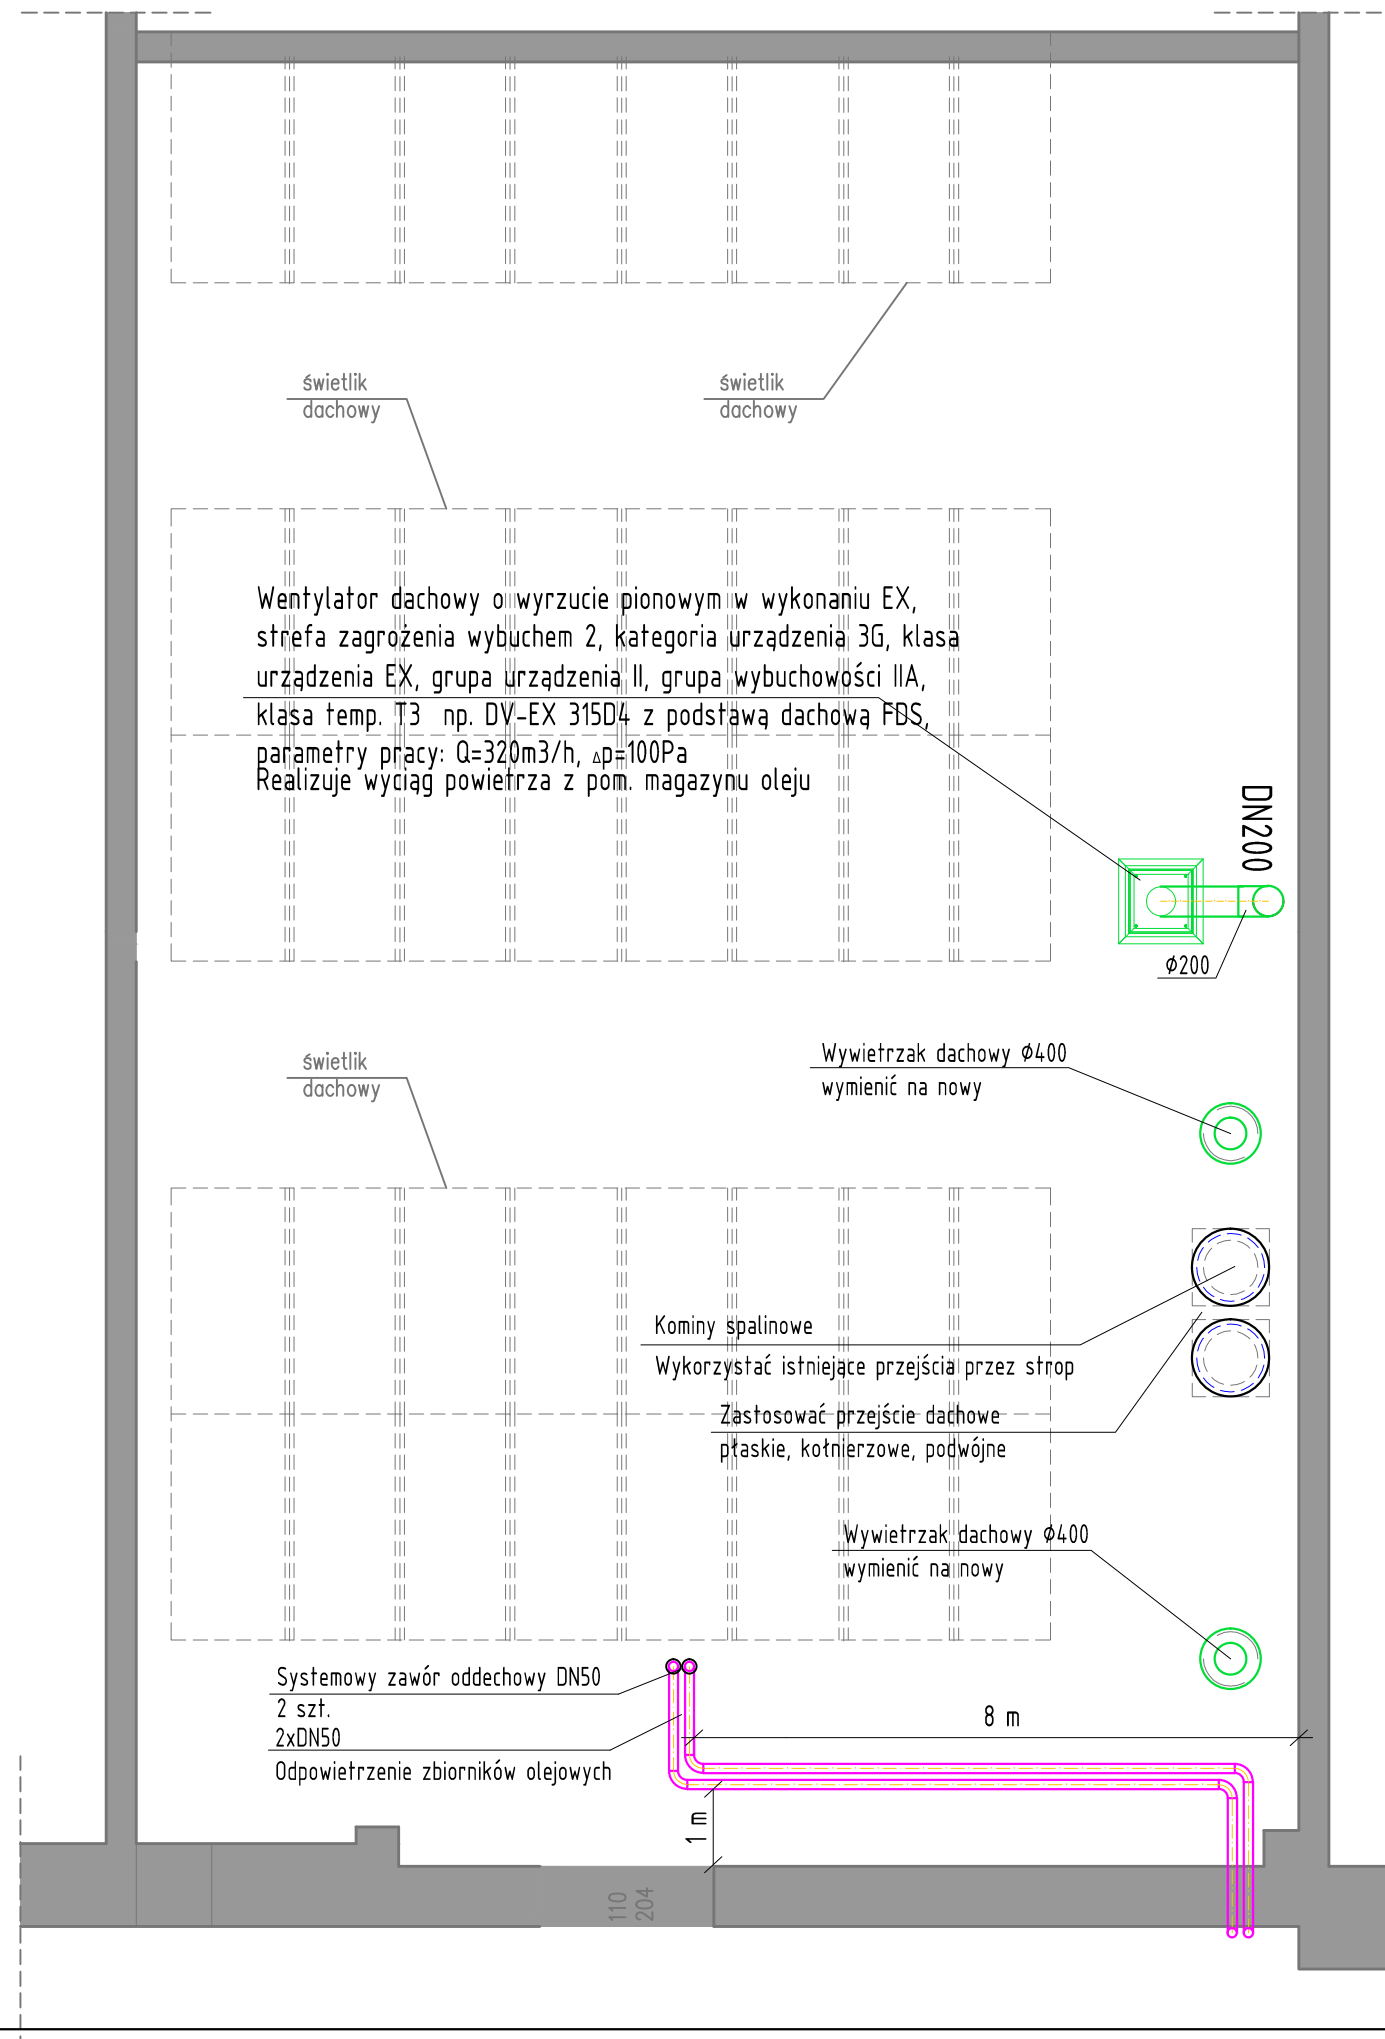 świetlik
dachowy
świetlik
dachowy
Wentylator dachowy o wyrzucie pionowym w wykonaniu EX,
strefa zagrożenia wybuchem 2, kategoria urządzenia 3G, klasa
urządzenia EX, grupa urządzenia II, grupa wybuchowości IIA,
klasa temp. T3 np. DV-EX 315D4 z podstawą dachową FDS,
parametry pracy: Q=320m3/h, Δp=100Pa
Realizuje wyciąg powietrza z pom. magazynu oleju
DN200
Ø200
Wywietrzak dachowy Ø400
wymienić na nowy
świetlik
dachowy
Kominy spalinowe
Wykorzystać istniejące przejścia przez strop
Zastosować przejście dachowe
płaskie, kołnierzowe, podwójne
Wywietrzak dachowy Ø400
wymienić na nowy
Systemowy zawór oddechowy DN50
2 szt.
2xDN50
Odpowietrzenie zbiorników olejowych
8 m
1 m
110
204